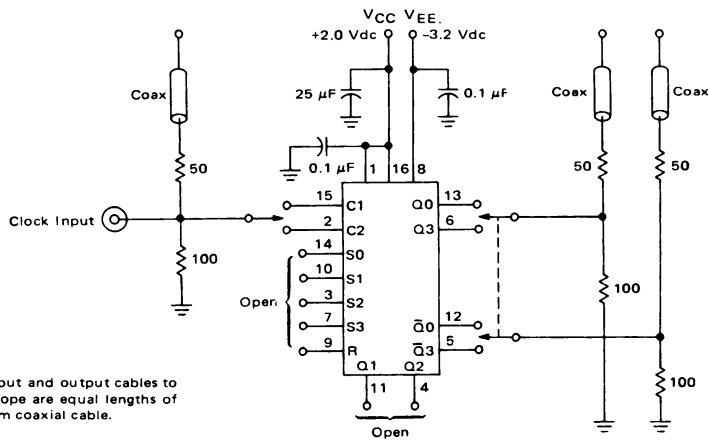 VCC VEE.
+2.0 Vdc -3.2 Vdc
Coax
25 μF
0.1 μF
Coax
Coax
50
0.1 μF
1 16 8
50
50
Clock Input
15 C1
2 C2
14 S0
10 S1
3 S2
7 S3
9 R
Q0 13
Q3 6
Q̅0 12
Q̅3 5
Q1 Q2
11 4
100
Open
Open
100
100
out and output cables to
ope are equal lengths of
m coaxial cable.